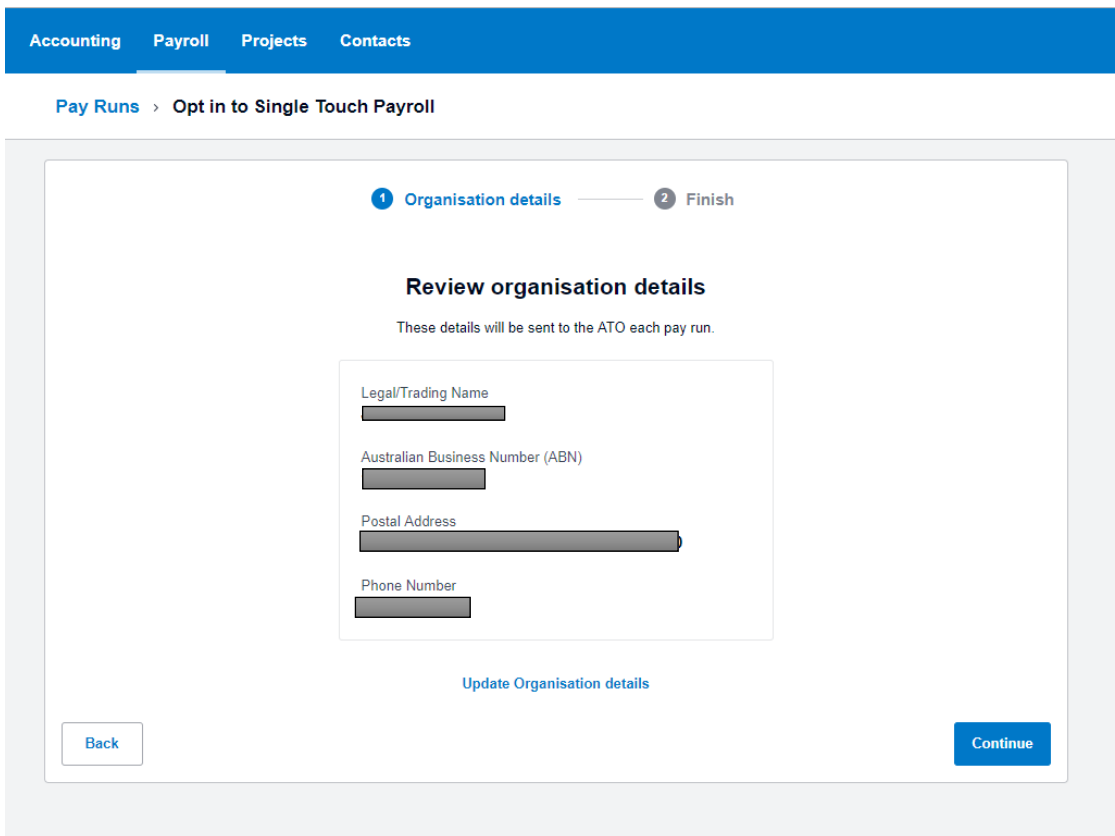 Accounting Payroll Projects Contacts
Pay Runs › Opt in to Single Touch Payroll
1 Organisation details 2 Finish
Review organisation details
These details will be sent to the ATO each pay run.
Legal/Trading Name
Australian Business Number (ABN)
Postal Address
Phone Number
Update Organisation details
Back Continue